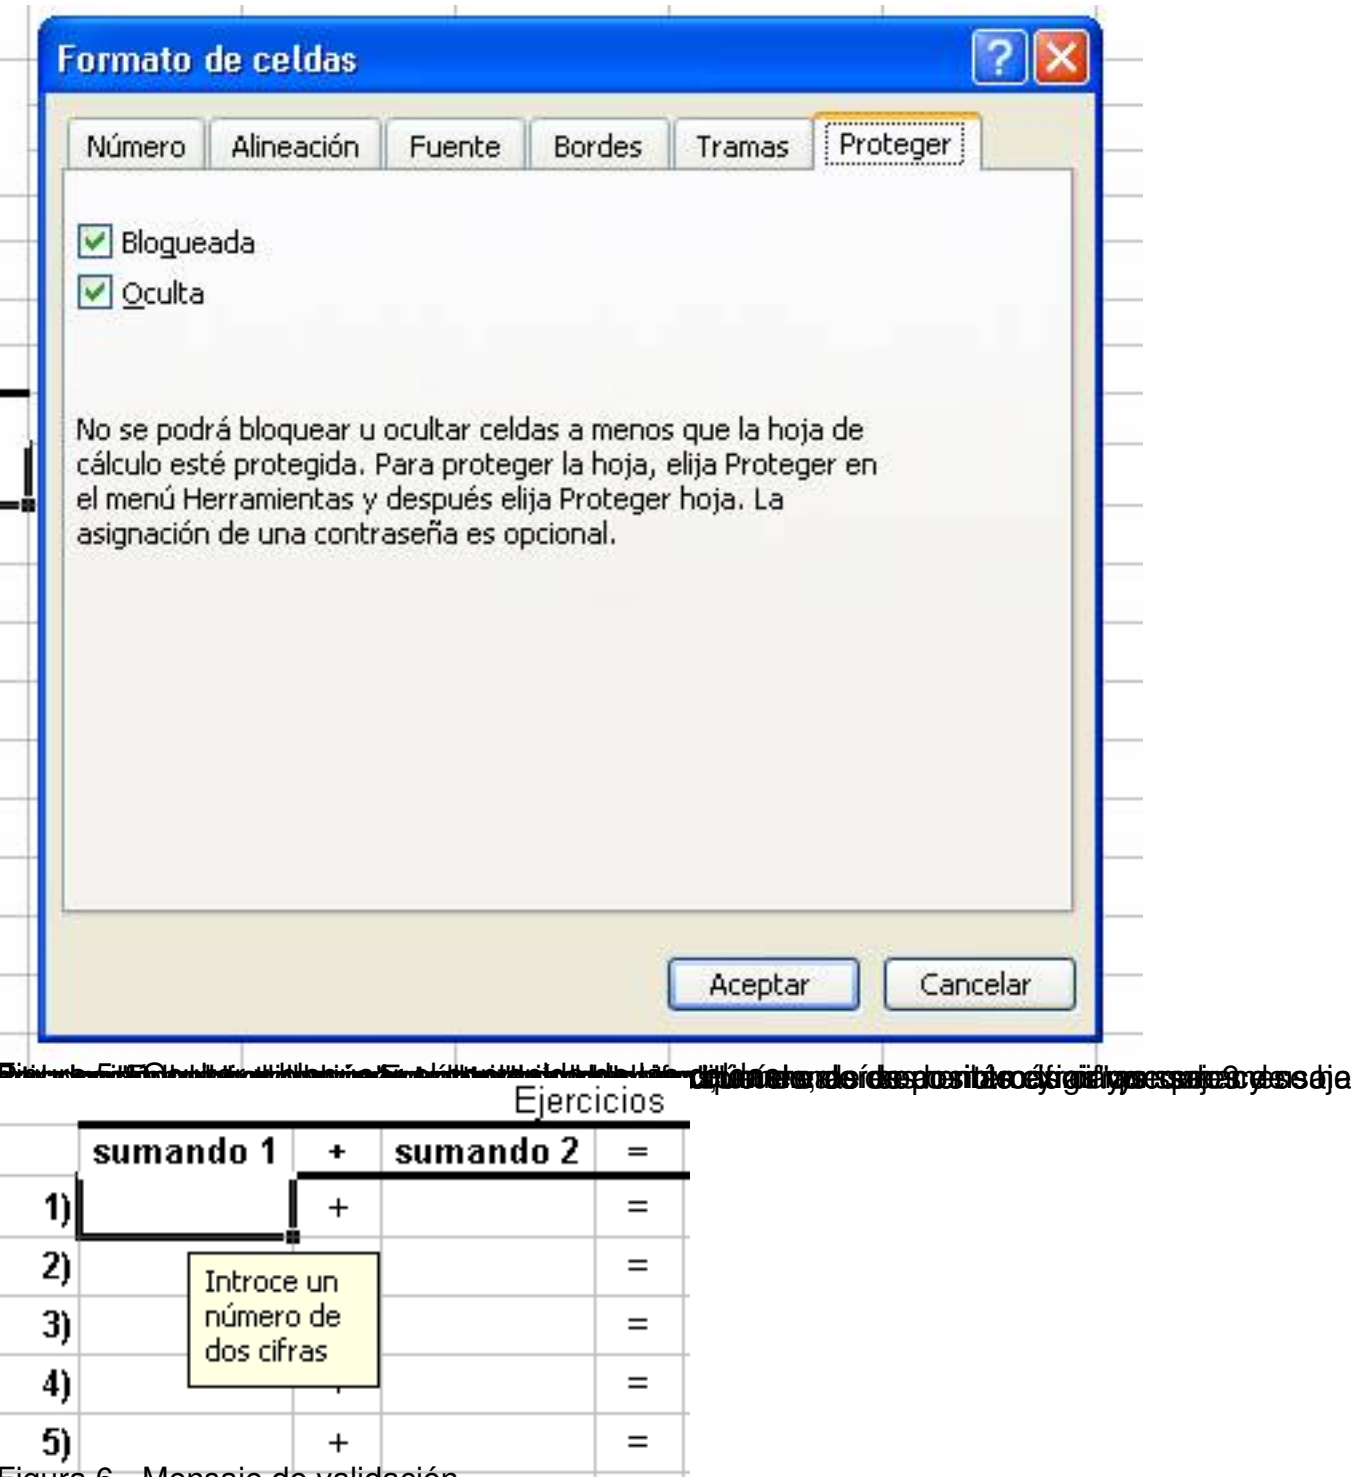 Formato de celdas
Número Alineación Fuente Bordes Tramas Proteger
Bloqueada
Oculta
No se podrá bloquear u ocultar celdas a menos que la hoja de
cálculo esté protegida. Para proteger la hoja, elija Proteger en
el menú Herramientas y después elija Proteger hoja. La
asignación de una contraseña es opcional.
Aceptar Cancelar
Ejercicios
sumando 1 + sumando 2 =
1) + =
2) =
3) =
4) =
5) + =
Introce un
número de
dos cifras
Figura 6.- Mensaje de validación